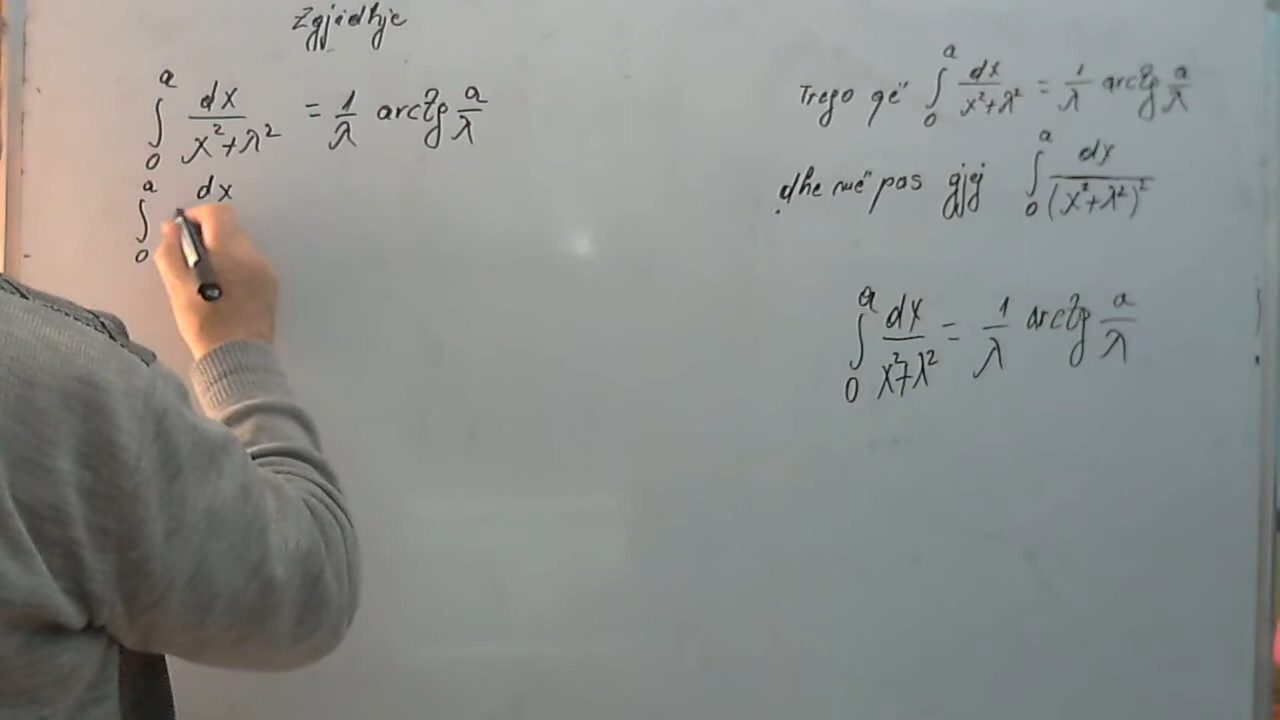 Zgjidhje
∫₀ᵃ dx/(x²+λ²) = 1/λ arctg a/λ
∫₀ᵃ dx
Trego që ∫₀ᵃ dx/(x²+λ²) = 1/λ arctg a/λ
dhe më pas gjej ∫₀ᵃ dx/(x²+λ²)²
∫₀ᵃ dx/(x²+λ²) = 1/λ arctg a/λ